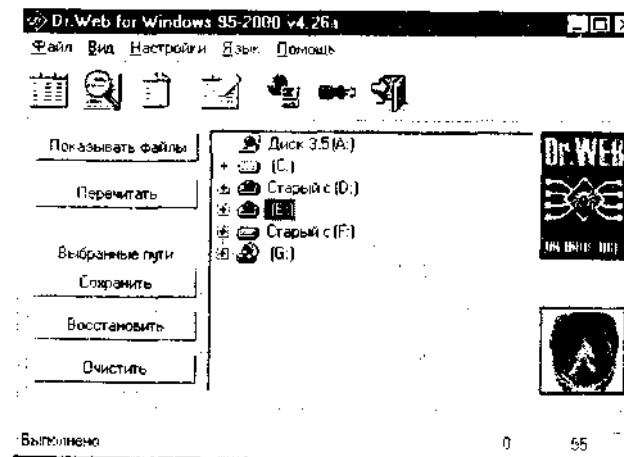 Dr.Web for Windows 95-2000 v4.26a
Файл Вид Настройки Язык Помощь
Показывать файлы
Перечитать
Выбранные пути
Сохранить
Восстановить
Очистить
Диск 3.5 (A:)
(C:)
Старый с (D:)
(E:)
Старый с (F:)
(G:)
Dr.WEB
Выполнено
0
55